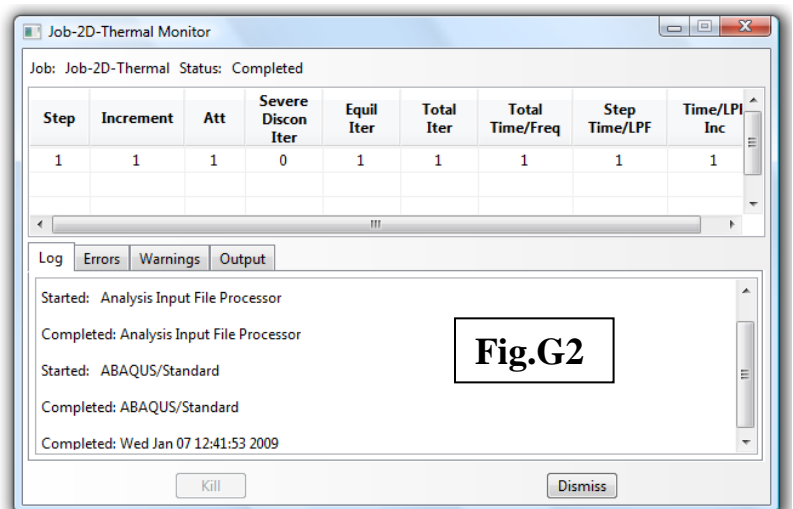 Job-2D-Thermal Monitor
Job: Job-2D-Thermal Status: Completed
Step Increment Att Severe Discon Iter Equil Iter Total Iter Total Time/Freq Step Time/LPF Time/LPF Inc
1 1 1 0 1 1 1 1 1
Log Errors Warnings Output
Started: Analysis Input File Processor
Completed: Analysis Input File Processor
Started: ABAQUS/Standard
Completed: ABAQUS/Standard
Completed: Wed Jan 07 12:41:53 2009
Fig.G2
Kill Dismiss